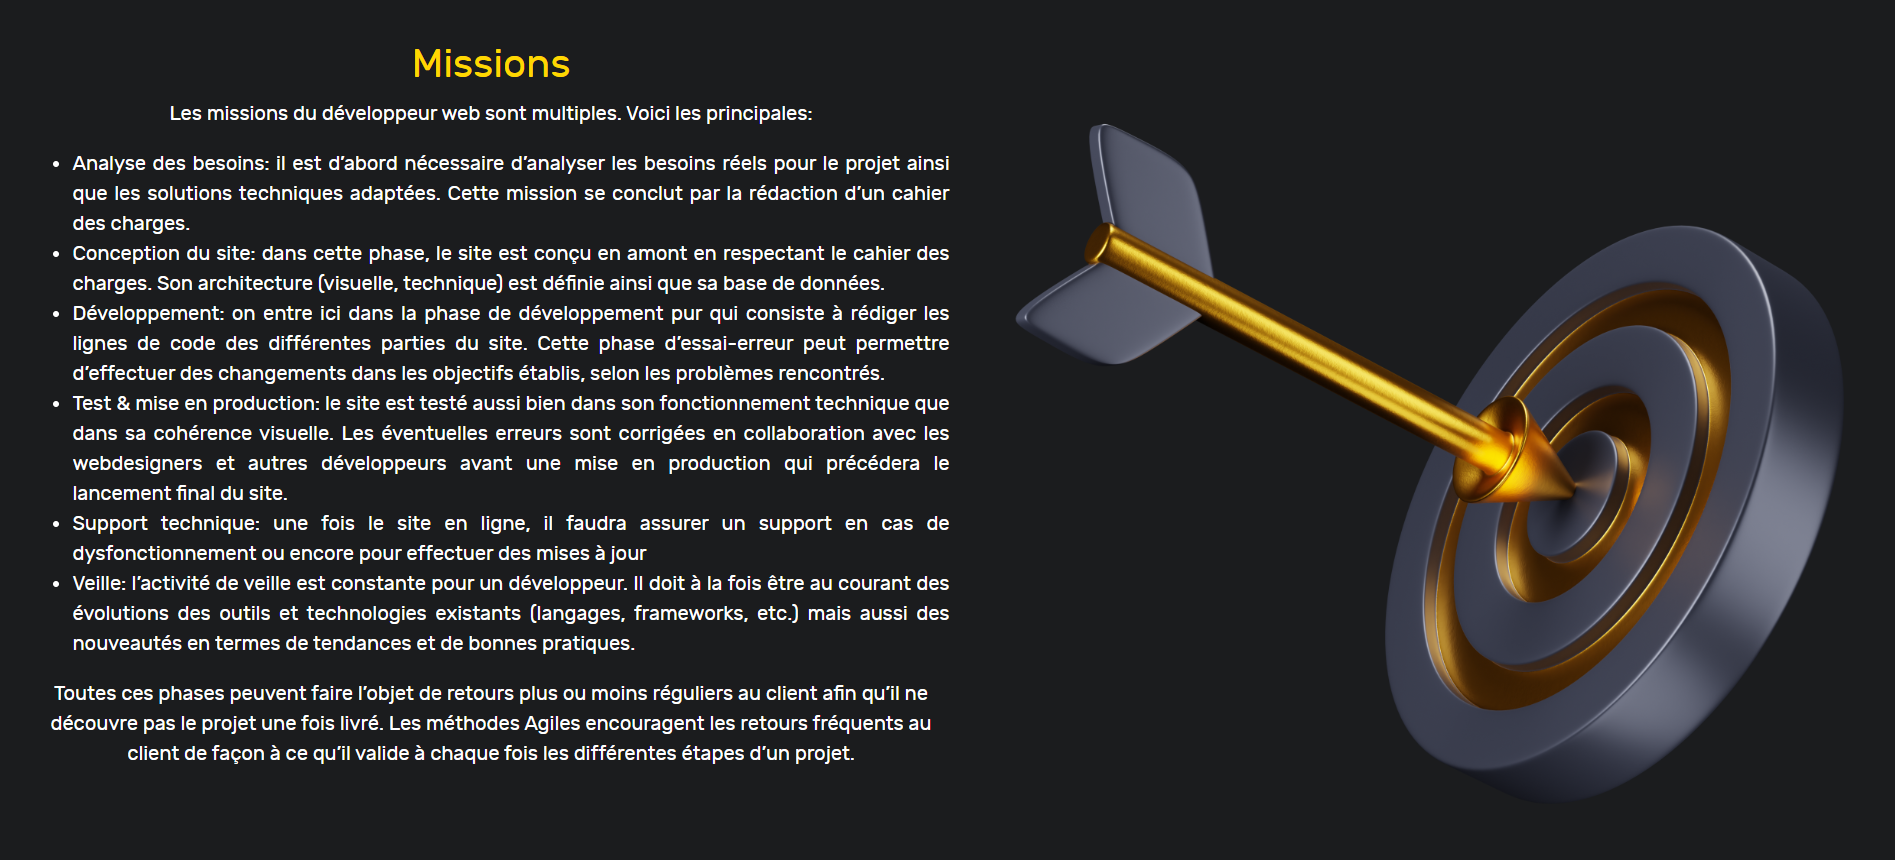 Missions
Les missions du développeur web sont multiples. Voici les principales:
• Analyse des besoins: il est d’abord nécessaire d’analyser les besoins réels pour le projet ainsi
que les solutions techniques adaptées. Cette mission se conclut par la rédaction d’un cahier
des charges.
• Conception du site: dans cette phase, le site est conçu en amont en respectant le cahier des
charges. Son architecture (visuelle, technique) est définie ainsi que sa base de données.
• Développement: on entre ici dans la phase de développement pur qui consiste à rédiger les
lignes de code des différentes parties du site. Cette phase d’essai-erreur peut permettre
d’effectuer des changements dans les objectifs établis, selon les problèmes rencontrés.
• Test & mise en production: le site est testé aussi bien dans son fonctionnement technique que
dans sa cohérence visuelle. Les éventuelles erreurs sont corrigées en collaboration avec les
webdesigners et autres développeurs avant une mise en production qui précédera le
lancement final du site.
• Support technique: une fois le site en ligne, il faudra assurer un support en cas de
dysfonctionnement ou encore pour effectuer des mises à jour
• Veille: l’activité de veille est constante pour un développeur. Il doit à la fois être au courant des
évolutions des outils et technologies existants (langages, frameworks, etc.) mais aussi des
nouveautés en termes de tendances et de bonnes pratiques.
Toutes ces phases peuvent faire l’objet de retours plus ou moins réguliers au client afin qu’il ne
découvre pas le projet une fois livré. Les méthodes Agiles encouragent les retours fréquents au
client de façon à ce qu’il valide à chaque fois les différentes étapes d’un projet.